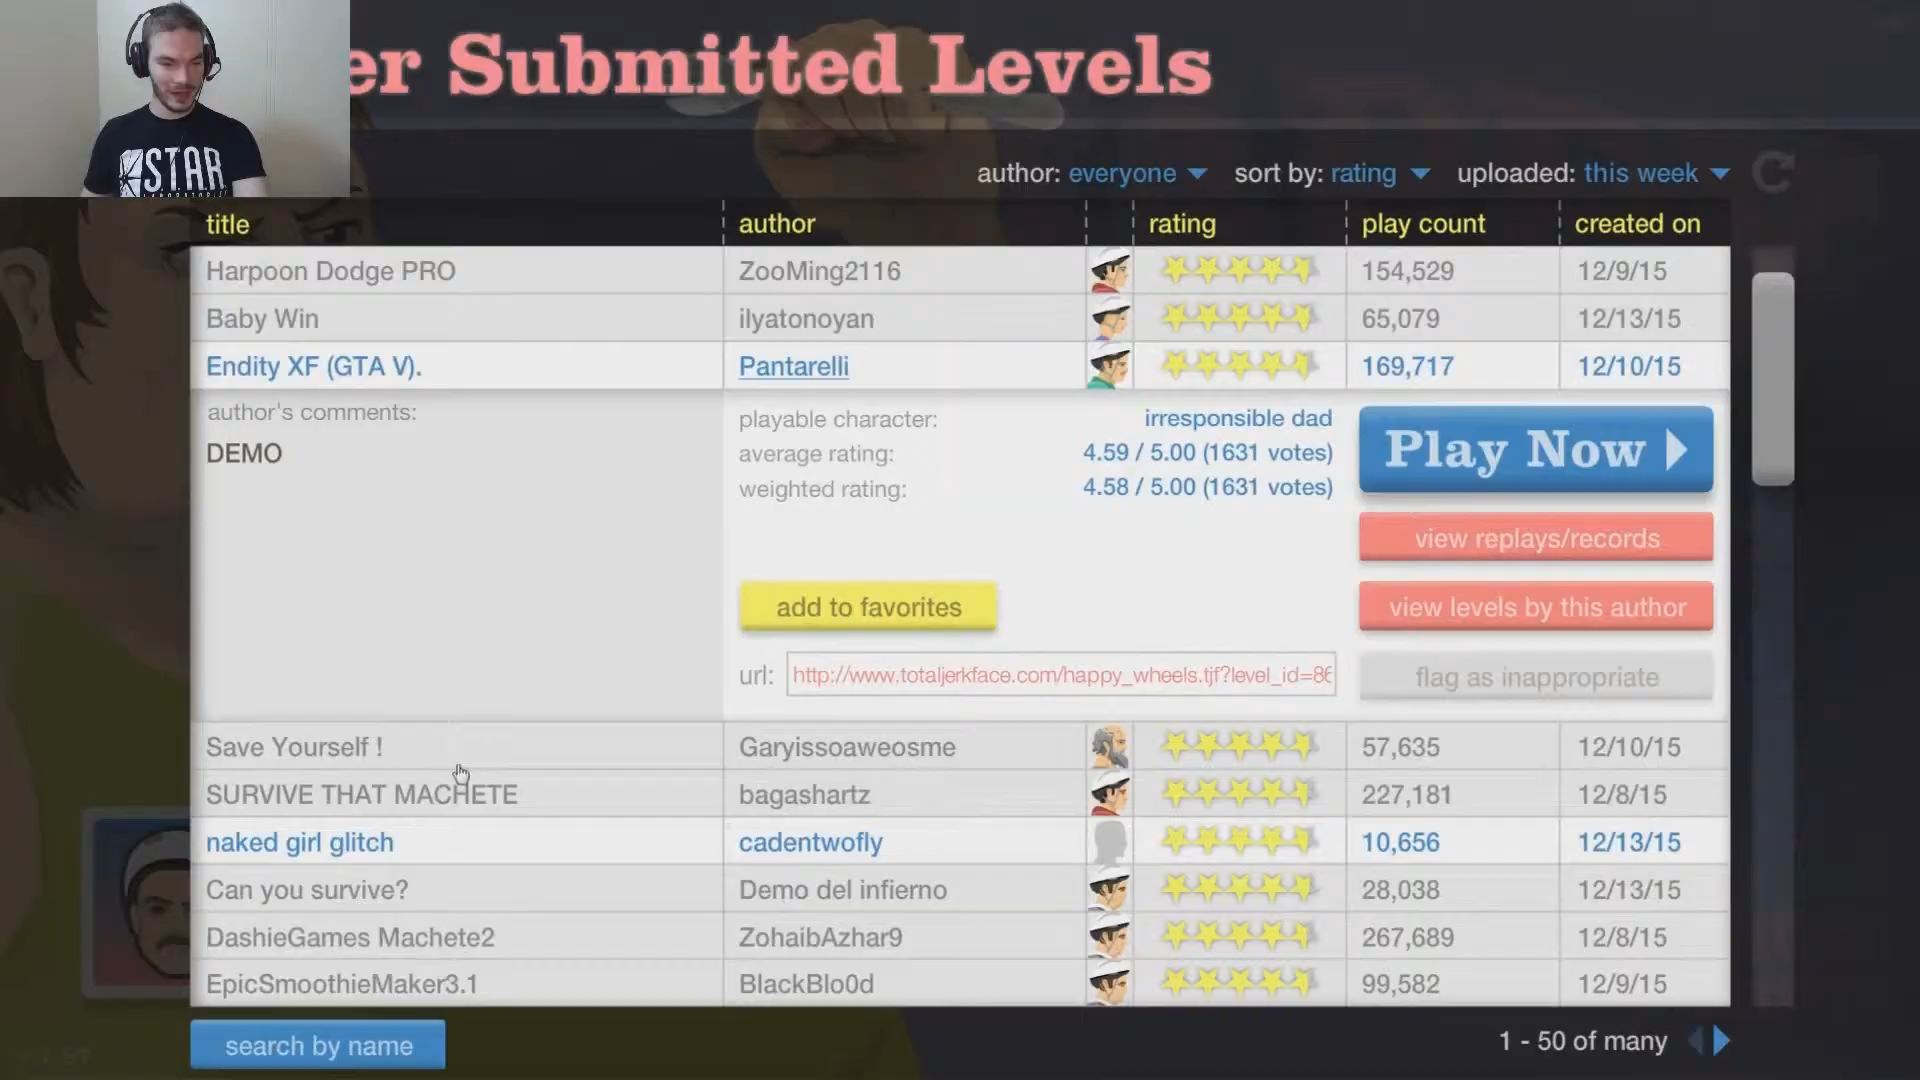 er Submitted Levels
STAR
author: everyone sort by: rating uploaded: this week
title author rating play count created on
Harpoon Dodge PRO ZooMing2116 154,529 12/9/15
Baby Win ilyatonoyan 65,079 12/13/15
Endity XF (GTA V). Pantarelli 169,717 12/10/15
author's comments:
DEMO
playable character: irresponsible dad
average rating: 4.59 / 5.00 (1631 votes)
weighted rating: 4.58 / 5.00 (1631 votes)
Play Now
view replays/records
add to favorites
view levels by this author
url: http://www.totaljerkface.com/happy_wheels.tjf?level_id=86
flag as inappropriate
Save Yourself ! Garyissoaweosme 57,635 12/10/15
SURVIVE THAT MACHETE bagashartz 227,181 12/8/15
naked girl glitch cadentwofly 10,656 12/13/15
Can you survive? Demo del infierno 28,038 12/13/15
DashieGames Machete2 ZohaibAzhar9 267,689 12/8/15
EpicSmoothieMaker3.1 BlackBlo0d 99,582 12/9/15
search by name
1 - 50 of many